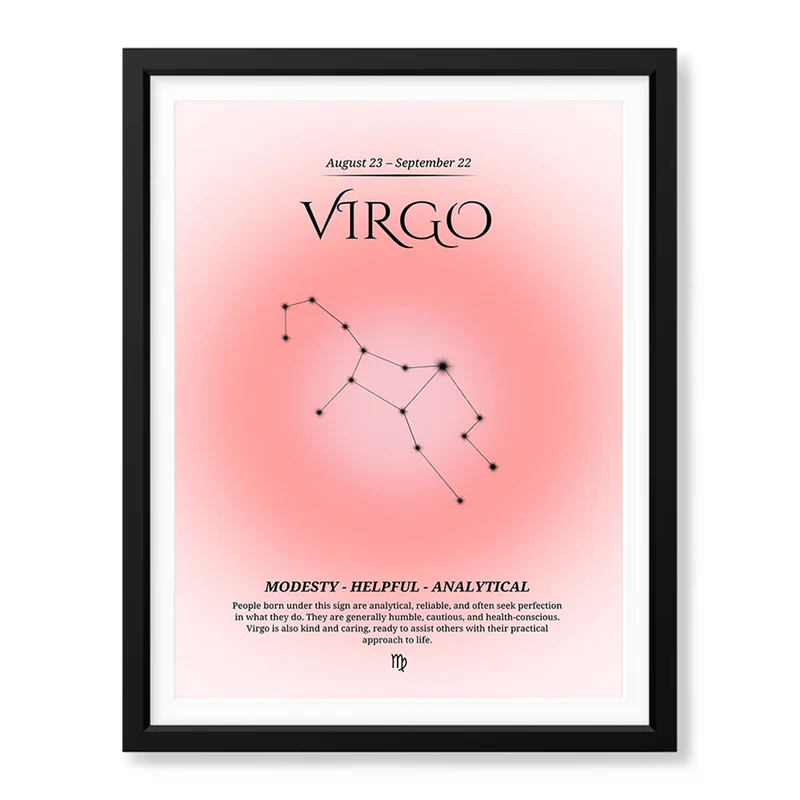 August 23 – September 22
VIRGO
MODESTY - HELPFUL - ANALYTICAL
People born under this sign are analytical, reliable, and often seek perfection
in what they do. They are generally humble, cautious, and health-conscious.
Virgo is also kind and caring, ready to assist others with their practical
approach to life.
♍